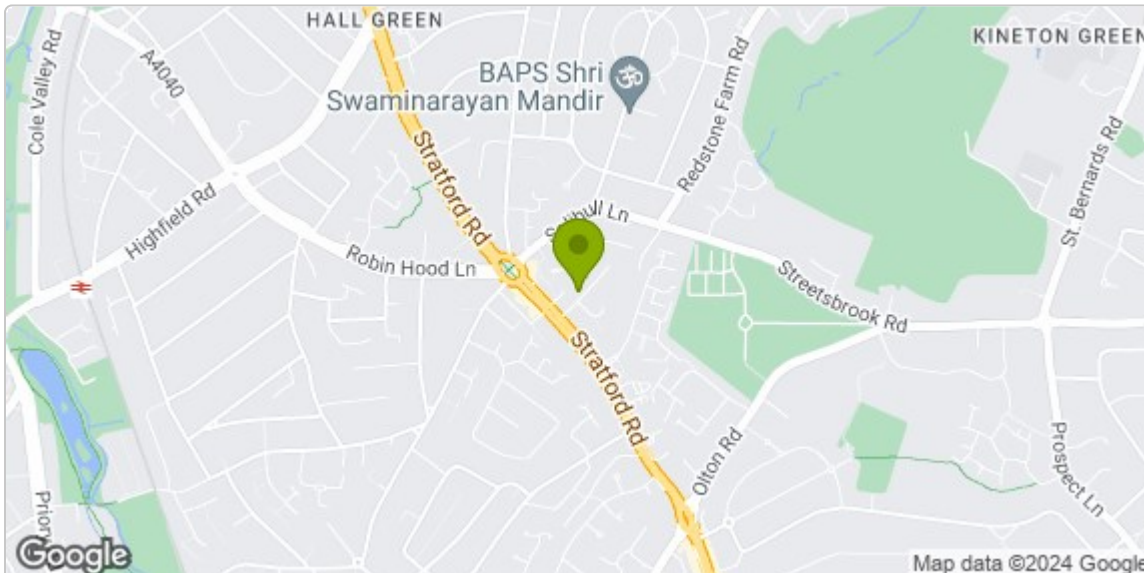 HALL GREEN
KINETON GREEN
Cole Valley Rd
A4040
BAPS Shri
Swaminarayan Mandir
Redstone Farm Rd
St. Bernards Rd
Stratford Rd
Highfield Rd
Robin Hood Ln
Streetsbrook Rd
Stratford Rd
Olton Rd
Prospect Ln
Google
Map data ©2024 Google